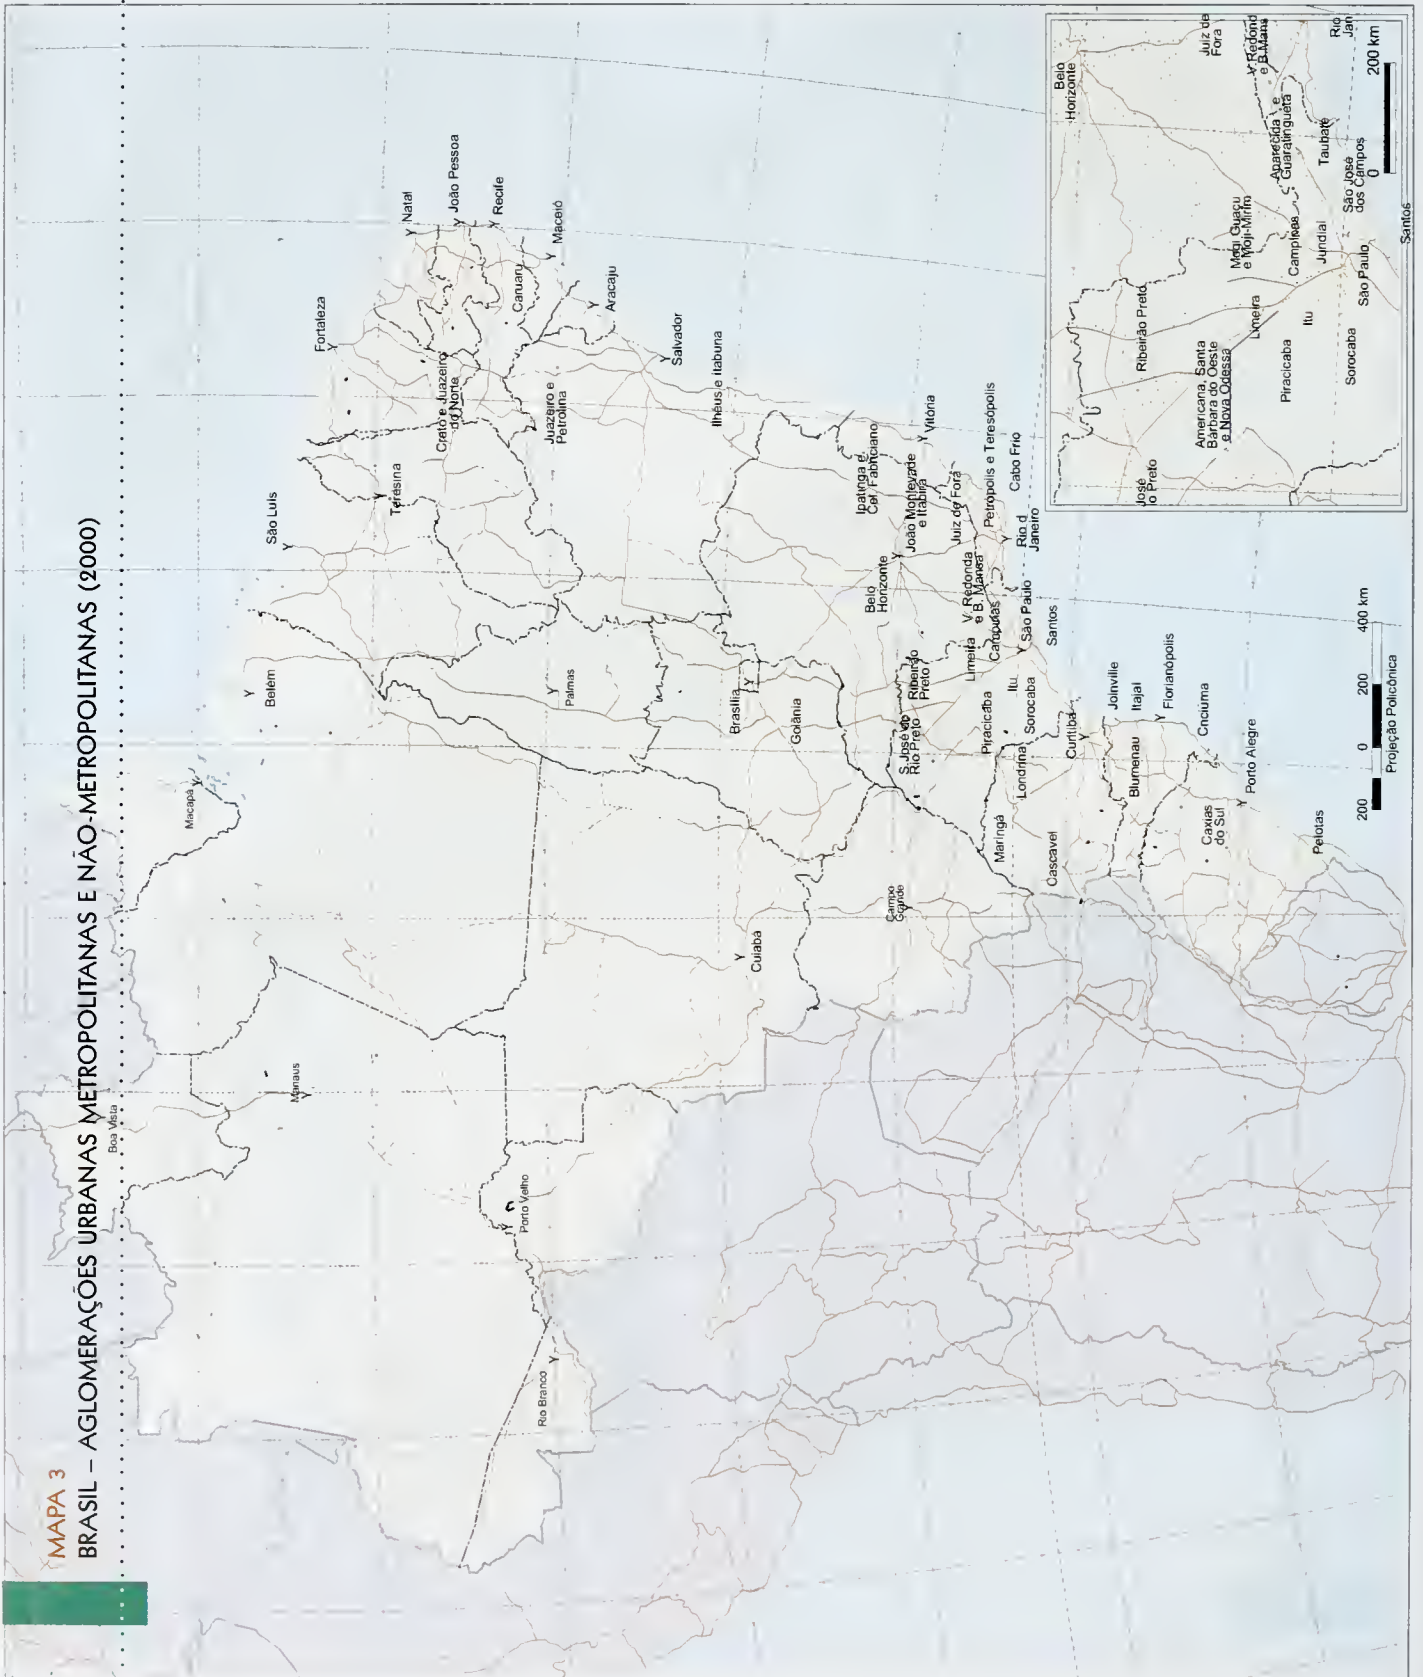 MAPA 3
BRASIL – AGLOMERAÇÕES URBANAS METROPOLITANAS E NÃO-METROPOLITANAS (2000)
Boa Vista
Macapá
Manaus
Belém
São Luís
Fortaleza
Teresina
Natal
João Pessoa
Recife
Caruaru
Maceió
Aracaju
Crato e Juazeiro
do Norte
Juazeiro e
Petrolina
Salvador
Ilhéus e Itabuna
Porto Velho
Rio Branco
Palmas
Cuiabá
Brasília
Goiânia
Campo
Grande
Ipatinga e
Cel. Fabriciano
Vitória
João Monlevade
e Itabira
Belo
Horizonte
Juiz de Fora
Petrópolis e Teresópolis
Cabo Frio
Rio d
Janeiro
V. Redonda
e B. Mansa
Campinas
São Paulo
Santos
Limeira
Ribeirão
Preto
S. José do
Rio Preto
Piracicaba
Itu
Sorocaba
Londrina
Maringá
Cascavel
Curitiba
Joinville
Itajaí
Blumenau
Florianópolis
Criciúma
Caxias
do Sul
Porto Alegre
Pelotas
200 0 200 400 km
Projeção Policônica
Belo
Horizonte
Juiz de
Fora
V. Redond
e B.Mans
Rio
Jan
Aparecida e
Guaratinguetá
Taubaté
São José
dos Campos
Mogi Guaçu
e Moji-Mirim
Campinas
Jundiaí
São Paulo
Santos
Ribeirão Preto
Limeira
Itu
Americana, Santa
Bárbara do Oeste
e Nova Odessa
Piracicaba
Sorocaba
José
io Preto
0 200 km